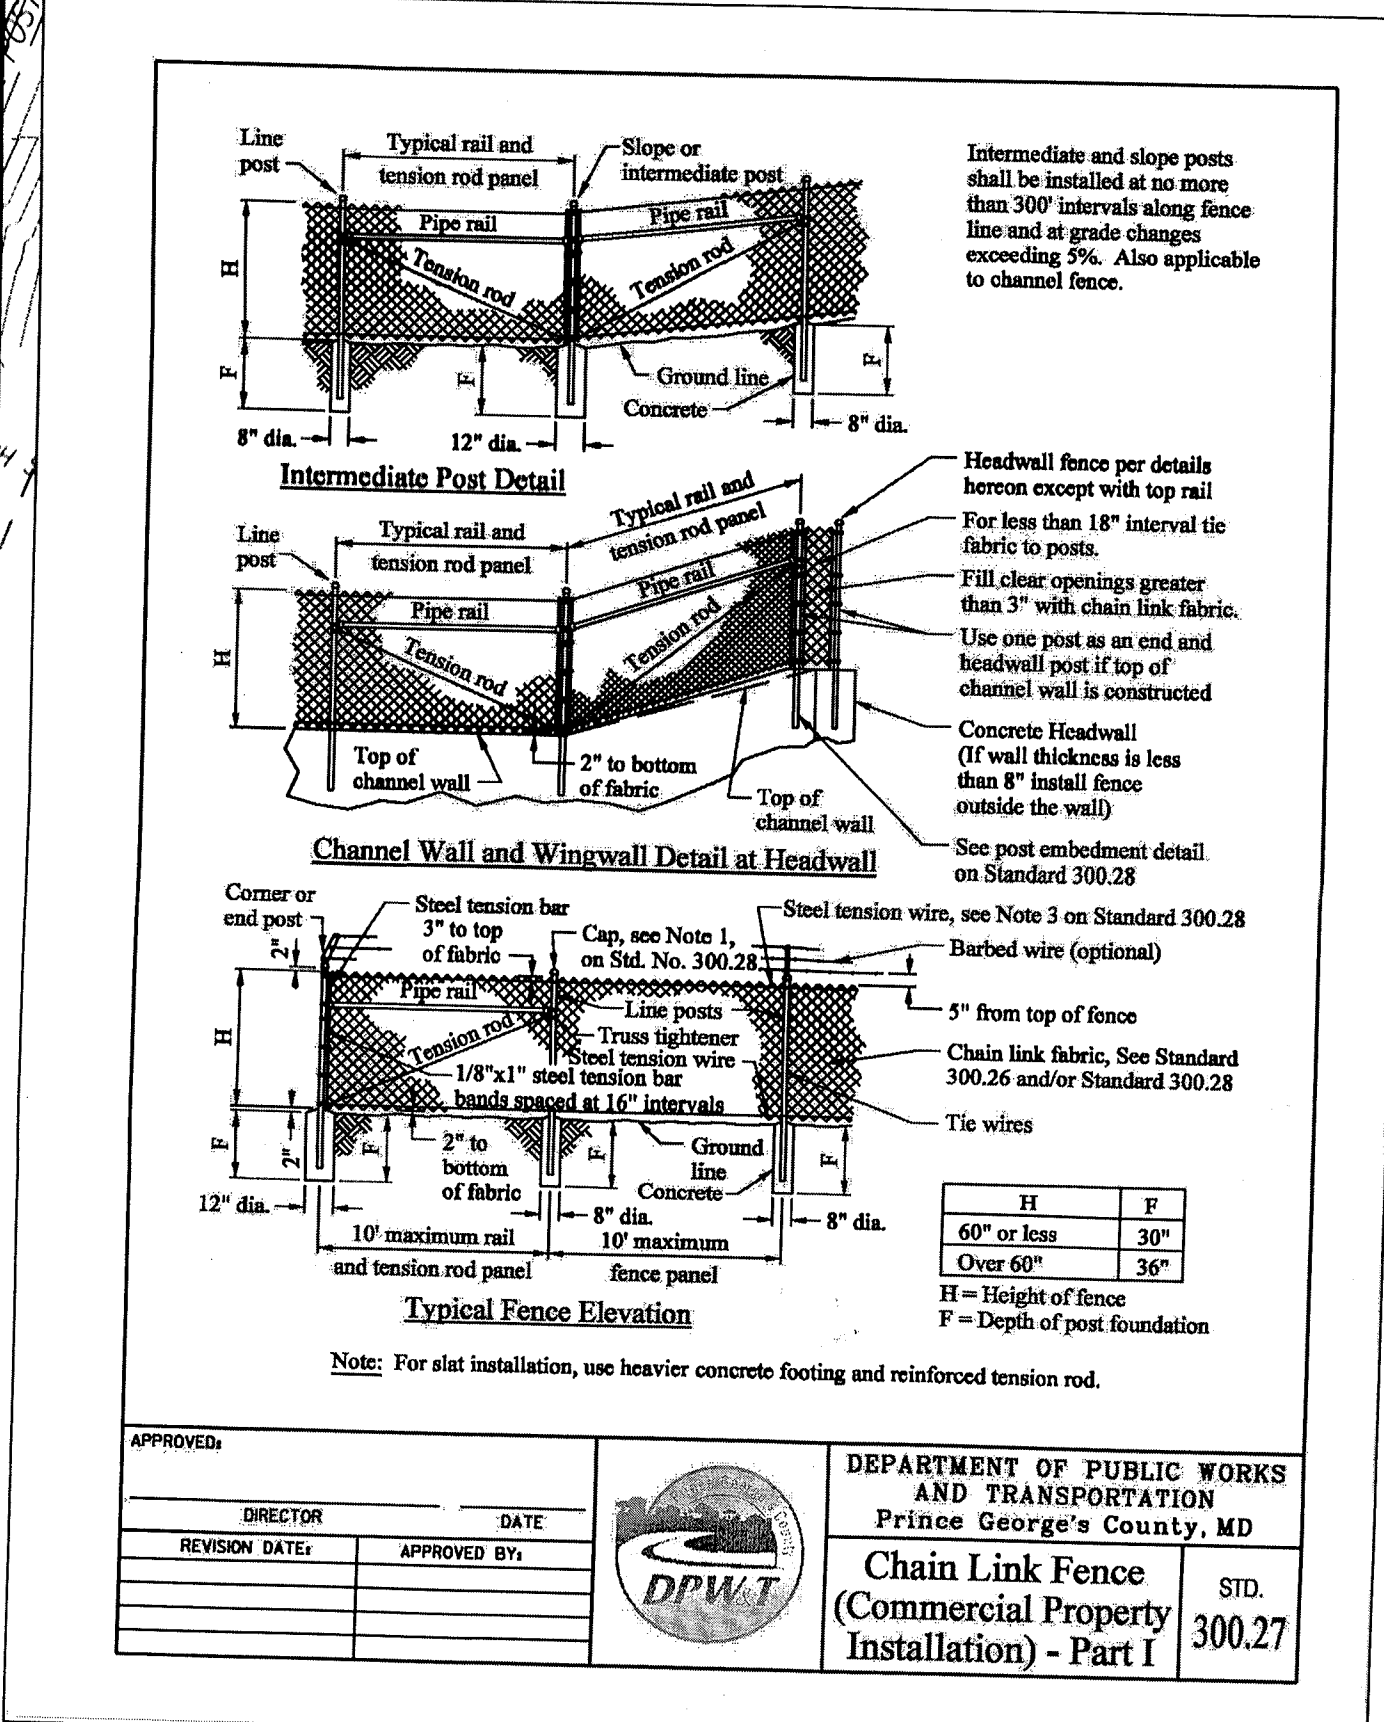 Line
post
Typical rail and
tension rod panel
Slope or
intermediate post
Intermediate and slope posts
shall be installed at no more
than 300' intervals along fence
line and at grade changes
exceeding 5%. Also applicable
to channel fence.
Pipe rail
Pipe rail
Tension rod
Tension rod
H
F
F
F
Ground line
Concrete
8" dia.
12" dia.
8" dia.
Intermediate Post Detail
Line
post
Typical rail and
tension rod panel
Typical rail and
tension rod panel
Headwall fence per details
hereon except with top rail
For less than 18" interval tie
fabric to posts.
Fill clear openings greater
than 3" with chain link fabric.
Use one post as an end and
headwall post if top of
channel wall is constructed
Concrete Headwall
(If wall thickness is less
than 8" install fence
outside the wall)
See post embedment detail
on Standard 300.28
Pipe rail
Pipe rail
Tension rod
Tension rod
H
Top of
channel wall
2" to bottom
of fabric
Top of
channel wall
Channel Wall and Wingwall Detail at Headwall
Corner or
end post
2"
Steel tension bar
3" to top
of fabric
Cap, see Note 1,
on Std. No. 300.28
Steel tension wire, see Note 3 on Standard 300.28
Barbed wire (optional)
5" from top of fence
Chain link fabric, See Standard
300.26 and/or Standard 300.28
Tie wires
Pipe rail
Line posts
Tension rod
Truss tightener
Steel tension wire
1/8"x1" steel tension bar
bands spaced at 16" intervals
H
F
2"
F
2" to
bottom
of fabric
F
Ground
line
Concrete
F
12" dia.
8" dia.
8" dia.
10' maximum rail
and tension rod panel
10' maximum
fence panel
Typical Fence Elevation
H F
60" or less 30"
Over 60" 36"
H = Height of fence
F = Depth of post foundation
Note: For slat installation, use heavier concrete footing and reinforced tension rod.
APPROVED:
DIRECTOR DATE
REVISION DATE: APPROVED BY:
DPW&T
DEPARTMENT OF PUBLIC WORKS
AND TRANSPORTATION
Prince George's County, MD
Chain Link Fence
(Commercial Property
Installation) - Part I
STD.
300.27